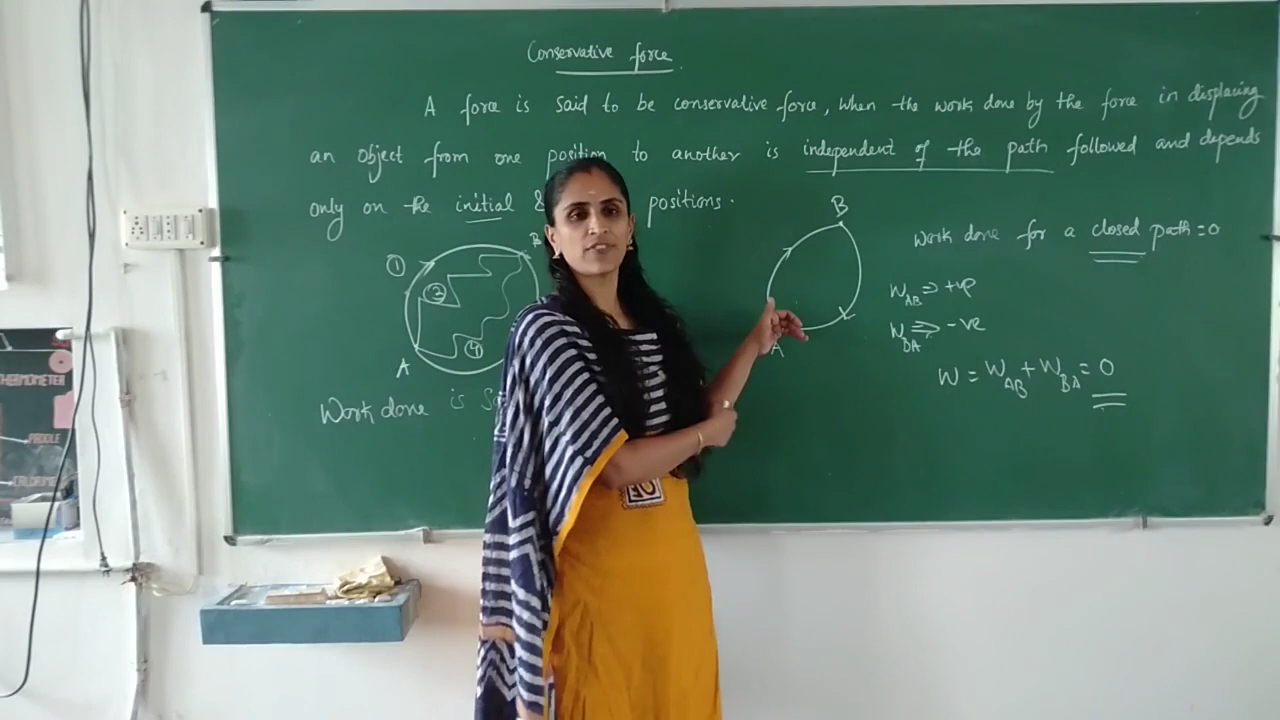 Conservative force
A force is said to be conservative force, when the work done by the force in displacing
an object from one position to another is independent of the path followed and depends
only on the initial & positions.
B
Work done for a closed path = 0
① B
②
W_AB ⇒ +ve
W_BA ⇒ -ve
④
A
A
W = W_AB + W_BA = 0
Work done is
THERMOMETER
PADDLE